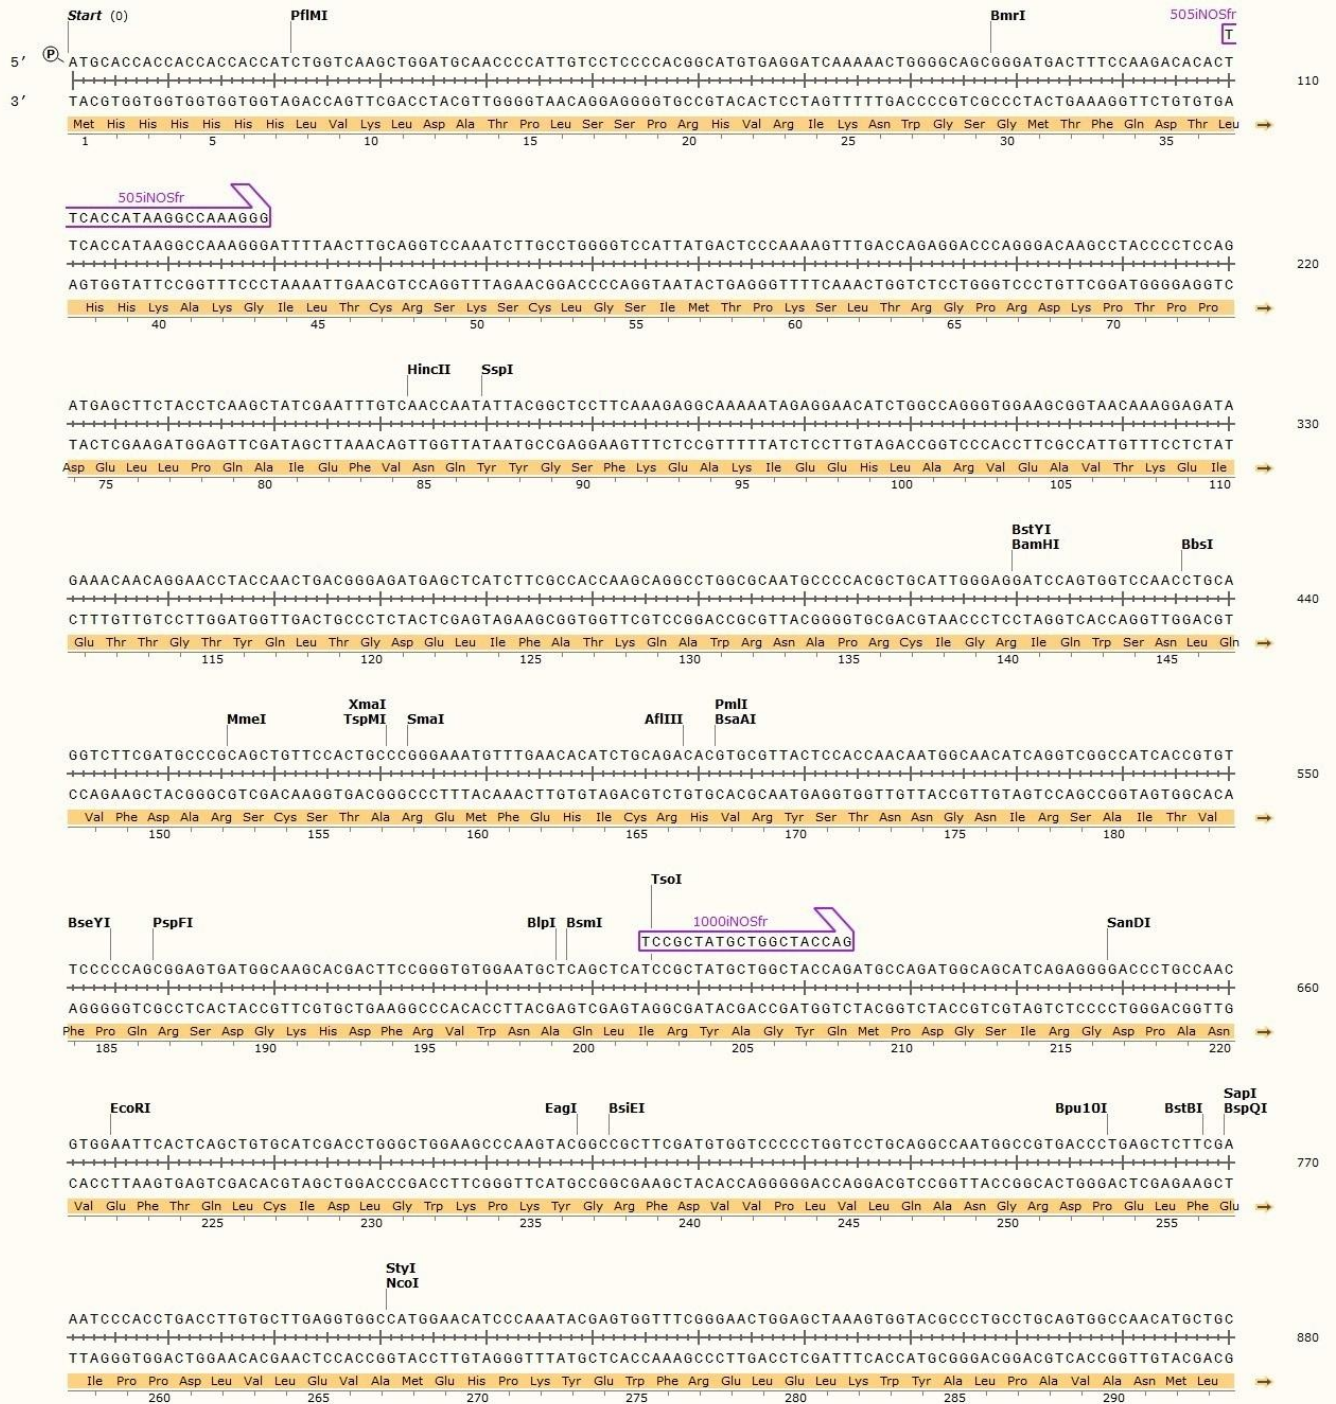 Start (0) PflMI BmrI 505iNOSfr
T
P
5′ ATGCACCACCACCACCACCATCTGGTCAAGCTGGATGCAACCCCATTGTCCTCCCCACGGCATGTGAGGATCAAAAACTGGGGCAGCGGGATGACTTTCCAAGACACACT
110
3′ TACGTGGTGGTGGTGGTGGTAGACCAGTTCGACCTACGTTGGGGTAACAGGAGGGGTGCCGTACACTCCTAGTTTTTGACCCCGTCGCCCTACTGAAAGGTTCTGTGTGA
Met His His His His His His Leu Val Lys Leu Asp Ala Thr Pro Leu Ser Ser Pro Arg His Val Arg Ile Lys Asn Trp Gly Ser Gly Met Thr Phe Gln Asp Thr Leu →
1 5 10 15 20 25 30 35
505iNOSfr
TCACCATAAGGCCAAAGGG
TCACCATAAGGCCAAAGGGATTTTAACTTGCAGGTCCAAATCTTGCCTGGGGTCCATTATGACTCCCAAAAGTTTGACCAGAGGACCCAGGGACAAGCCTACCCCTCCAG
220
AGTGGTATTCCGGTTTCCCTAAAATTGAACGTCCAGGTTTAGAACGGACCCCAGGTAATACTGAGGGTTTTCAAACTGGTCTCCTGGGTCCCTGTTCGGATGGGGAGGTC
His His Lys Ala Lys Gly Ile Leu Thr Cys Arg Ser Lys Ser Cys Leu Gly Ser Ile Met Thr Pro Lys Ser Leu Thr Arg Gly Pro Arg Asp Lys Pro Thr Pro Pro →
40 45 50 55 60 65 70
HincII SspI
ATGAGCTTCTACCTCAAGCTATCGAATTTGTCAACCAATATTACGGCTCCTTCAAAGAGGCAAAAATAGAGGAACATCTGGCCAGGGTGGAAGCGGTAACAAAGGAGATA
330
TACTCGAAGATGGAGTTCGATAGCTTAAACAGTTGGTTATAATGCCGAGGAAGTTTCTCCGTTTTTATCTCCTTGTAGACCGGTCCCACCTTCGCCATTGTTTCCTCTAT
Asp Glu Leu Leu Pro Gln Ala Ile Glu Phe Val Asn Gln Tyr Tyr Gly Ser Phe Lys Glu Ala Lys Ile Glu Glu His Leu Ala Arg Val Glu Ala Val Thr Lys Glu Ile →
75 80 85 90 95 100 105 110
BstYI
BamHI BbsI
GAAACAACAGGAACCTACCAACTGACGGGAGATGAGCTCATCTTCGCCACCAAGCAGGCCTGGCGCAATGCCCCACGCTGCATTGGGAGGATCCAGTGGTCCAACCTGCA
440
CTTTGTTGTCCTTGGATGGTTGACTGCCCTCTACTCGAGTAGAAGCGGTGGTTCGTCCGGACCGCGTTACGGGGTGCGACGTAACCCTCCTAGGTCACCAGGTTGGACGT
Glu Thr Thr Gly Thr Tyr Gln Leu Thr Gly Asp Glu Leu Ile Phe Ala Thr Lys Gln Ala Trp Arg Asn Ala Pro Arg Cys Ile Gly Arg Ile Gln Trp Ser Asn Leu Gln →
115 120 125 130 135 140 145
XmaI PmlI
MmeI TspMI SmaI AflIII BsaAI
GGTCTTCGATGCCCGCAGCTGTTCCACTGCCCGGGAAATGTTTGAACACATCTGCAGACACGTGCGTTACTCCACCAACAATGGCAACATCAGGTCGGCCATCACCGTGT
550
CCAGAAGCTACGGGCGTCGACAAGGTGACGGGCCCTTTACAAACTTGTGTAGACGTCTGTGCACGCAATGAGGTGGTTGTTACCGTTGTAGTCCAGCCGGTAGTGGCACA
Val Phe Asp Ala Arg Ser Cys Ser Thr Ala Arg Glu Met Phe Glu His Ile Cys Arg His Val Arg Tyr Ser Thr Asn Asn Gly Asn Ile Arg Ser Ala Ile Thr Val →
150 155 160 165 170 175 180
TsoI
BseYI PspFI BlpI BsmI 1000iNOSfr SanDI
TCCGCTATGCTGGCTACCAG
TCCCCCAGCGGAGTGATGGCAAGCACGACTTCCGGGTGTGGAATGCTCAGCTCATCCGCTATGCTGGCTACCAGATGCCAGATGGCAGCATCAGAGGGGACCCTGCCAAC
660
AGGGGGTCGCCTCACTACCGTTCGTGCTGAAGGCCCACACCTTACGAGTCGAGTAGGCGATACGACCGATGGTCTACGGTCTACCGTCGTAGTCTCCCCTGGGACGGTTG
Phe Pro Gln Arg Ser Asp Gly Lys His Asp Phe Arg Val Trp Asn Ala Gln Leu Ile Arg Tyr Ala Gly Tyr Gln Met Pro Asp Gly Ser Ile Arg Gly Asp Pro Ala Asn →
185 190 195 200 205 210 215 220
SapI
EcoRI EagI BsiEI Bpu10I BstBI BspQI
GTGGAATTCACTCAGCTGTGCATCGACCTGGGCTGGAAGCCCAAGTACGGCCGCTTCGATGTGGTCCCCCTGGTCCTGCAGGCCAATGGCCGTGACCCTGAGCTCTTCGA
770
CACCTTAAGTGAGTCGACACGTAGCTGGACCCGACCTTCGGGTTCATGCCGGCGAAGCTACACCAGGGGGACCAGGACGTCCGGTTACCGGCACTGGGACTCGAGAAGCT
Val Glu Phe Thr Gln Leu Cys Ile Asp Leu Gly Trp Lys Pro Lys Tyr Gly Arg Phe Asp Val Val Pro Leu Val Leu Gln Ala Asn Gly Arg Asp Pro Glu Leu Phe Glu →
225 230 235 240 245 250 255
StyI
NcoI
AATCCCACCTGACCTTGTGCTTGAGGTGGCCATGGAACATCCCAAATACGAGTGGTTTCGGGAACTGGAGCTAAAGTGGTACGCCCTGCCTGCAGTGGCCAACATGCTGC
880
TTAGGGTGGACTGGAACACGAACTCCACCGGTACCTTGTAGGGTTTATGCTCACCAAAGCCCTTGACCTCGATTTCACCATGCGGGACGGACGTCACCGGTTGTACGACG
Ile Pro Pro Asp Leu Val Leu Glu Val Ala Met Glu His Pro Lys Tyr Glu Trp Phe Arg Glu Leu Glu Leu Lys Trp Tyr Ala Leu Pro Ala Val Ala Asn Met Leu →
260 265 270 275 280 285 290